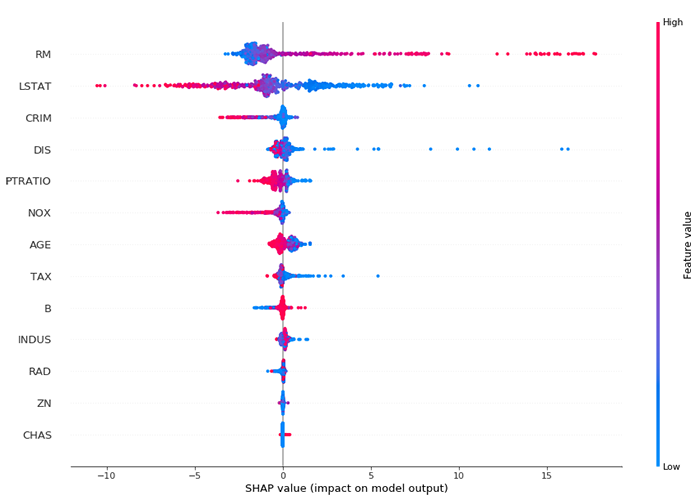 High
RM
LSTAT
CRIM
DIS
PTRATIO
NOX
AGE
TAX
B
INDUS
RAD
ZN
CHAS
Feature value
Low
−10 −5 0 5 10 15
SHAP value (impact on model output)